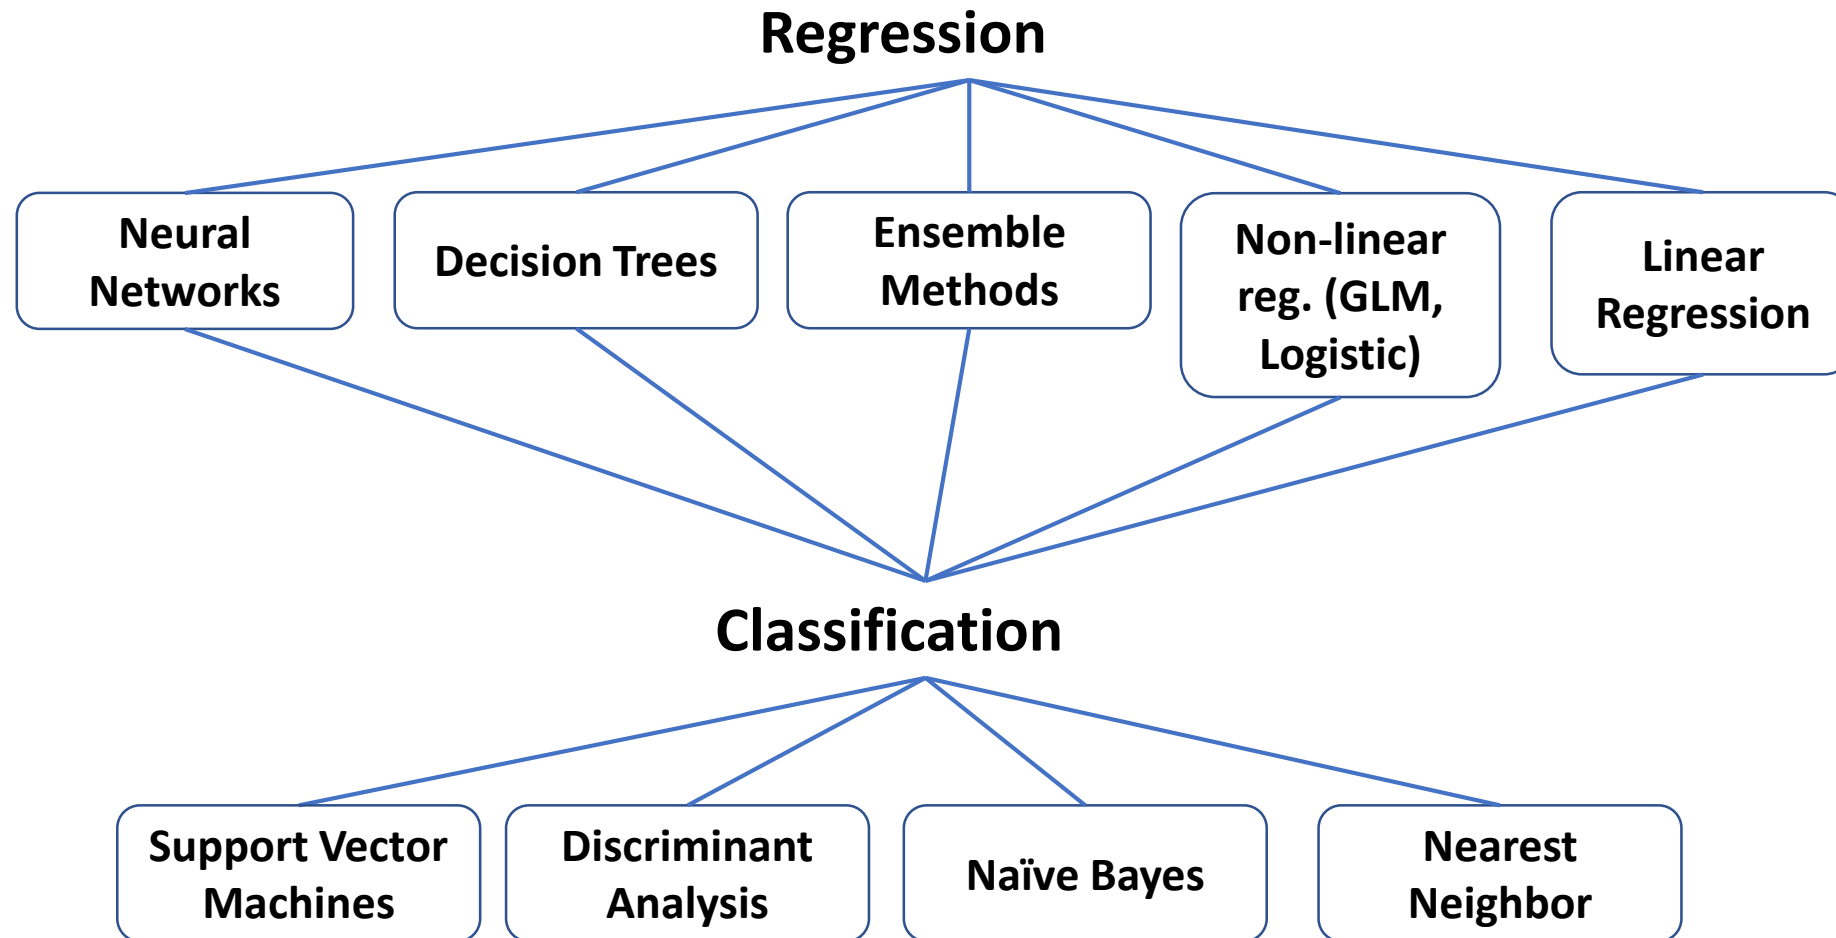 Regression
Neural
Networks
Decision Trees
Ensemble
Methods
Non-linear
reg. (GLM,
Logistic)
Linear
Regression
Classification
Support Vector
Machines
Discriminant
Analysis
Naïve Bayes
Nearest
Neighbor